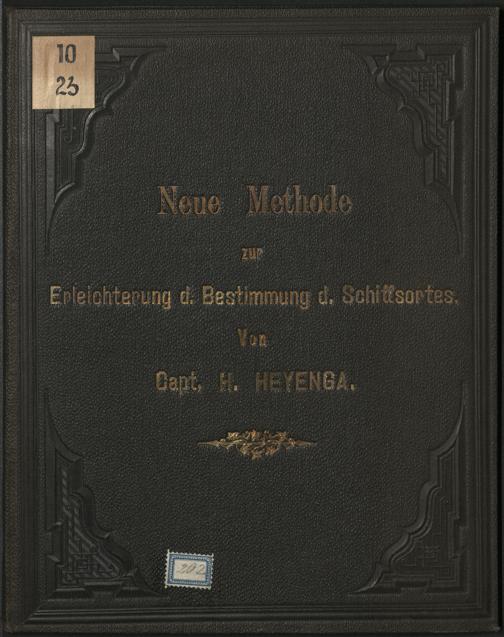 10
23
Neue Methode
zur
Erleichterung d. Bestimmung d. Schiffsortes.
Von
Capt. H. HEYENGA.
202